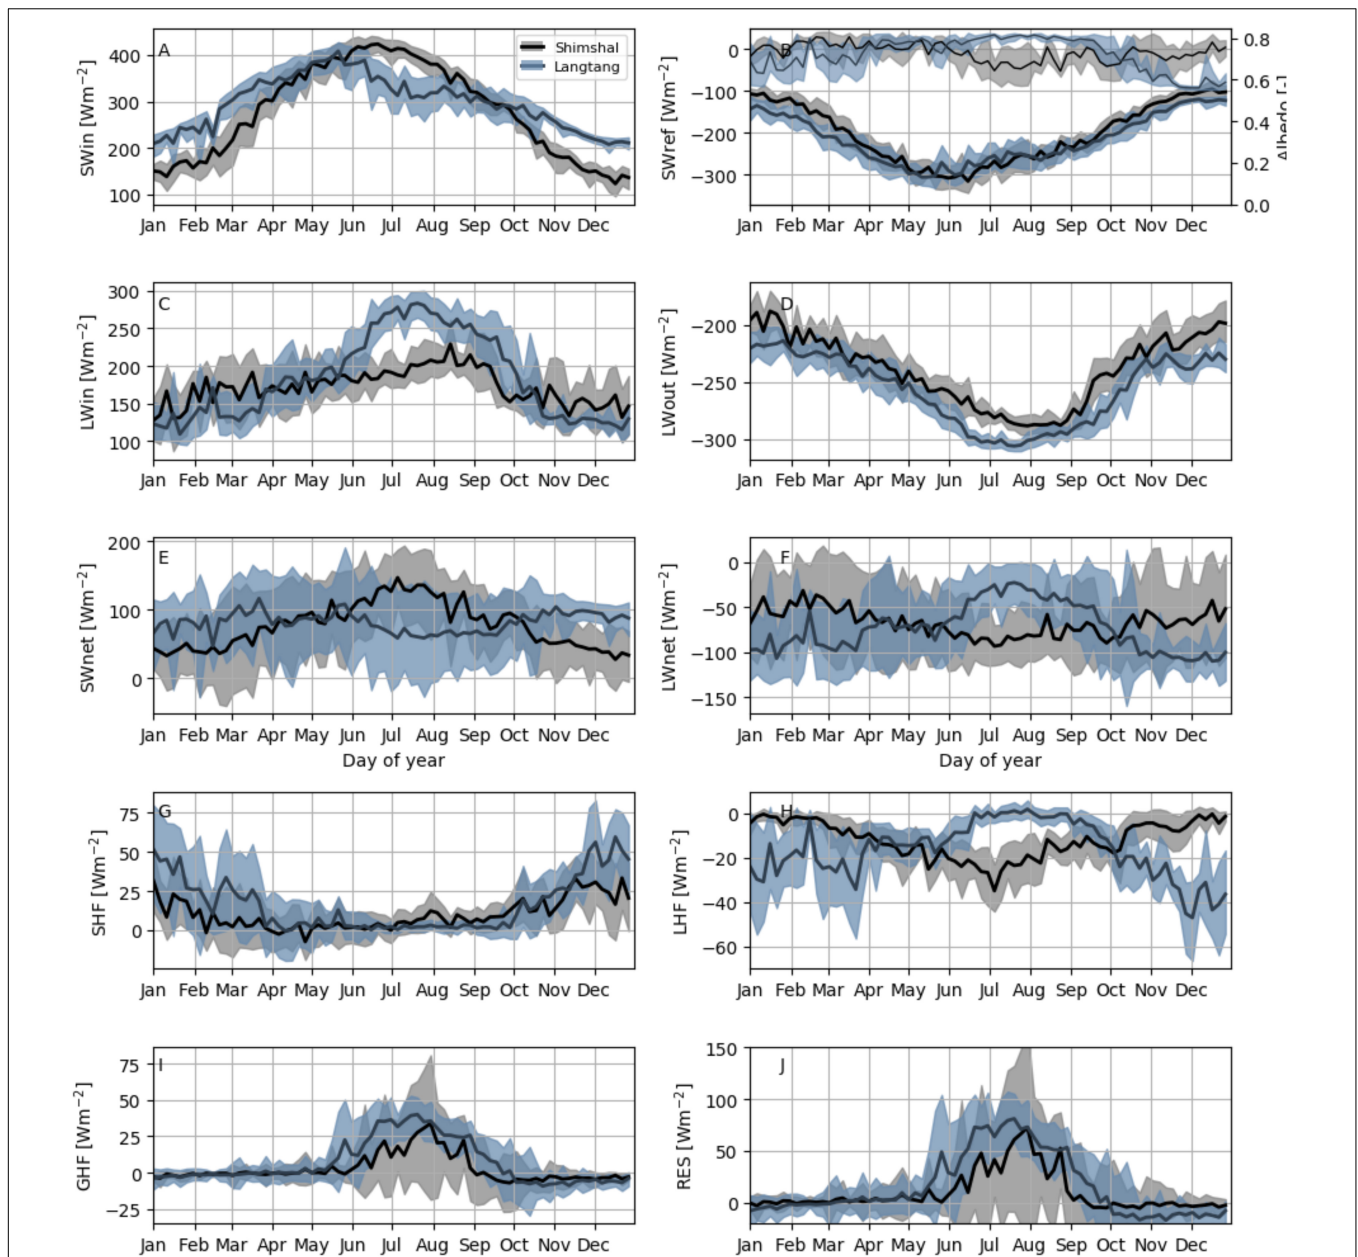 A
Shimshal
Langtang
SWin [Wm−2]
400
300
200
100
Jan Feb Mar Apr May Jun Jul Aug Sep Oct Nov Dec
B
SWref [Wm−2]
0
−100
−200
−300
0.8
0.6
0.4
0.2
0.0
Albedo [-]
Jan Feb Mar Apr May Jun Jul Aug Sep Oct Nov Dec
C
LWin [Wm−2]
300
250
200
150
100
Jan Feb Mar Apr May Jun Jul Aug Sep Oct Nov Dec
D
LWout [Wm−2]
−200
−250
−300
Jan Feb Mar Apr May Jun Jul Aug Sep Oct Nov Dec
E
SWnet [Wm−2]
200
100
0
Jan Feb Mar Apr May Jun Jul Aug Sep Oct Nov Dec
Day of year
F
LWnet [Wm−2]
0
−50
−100
−150
Jan Feb Mar Apr May Jun Jul Aug Sep Oct Nov Dec
Day of year
G
SHF [Wm−2]
75
50
25
0
Jan Feb Mar Apr May Jun Jul Aug Sep Oct Nov Dec
H
LHF [Wm−2]
0
−20
−40
−60
Jan Feb Mar Apr May Jun Jul Aug Sep Oct Nov Dec
I
GHF [Wm−2]
75
50
25
0
−25
Jan Feb Mar Apr May Jun Jul Aug Sep Oct Nov Dec
J
RES [Wm−2]
150
100
50
0
Jan Feb Mar Apr May Jun Jul Aug Sep Oct Nov Dec